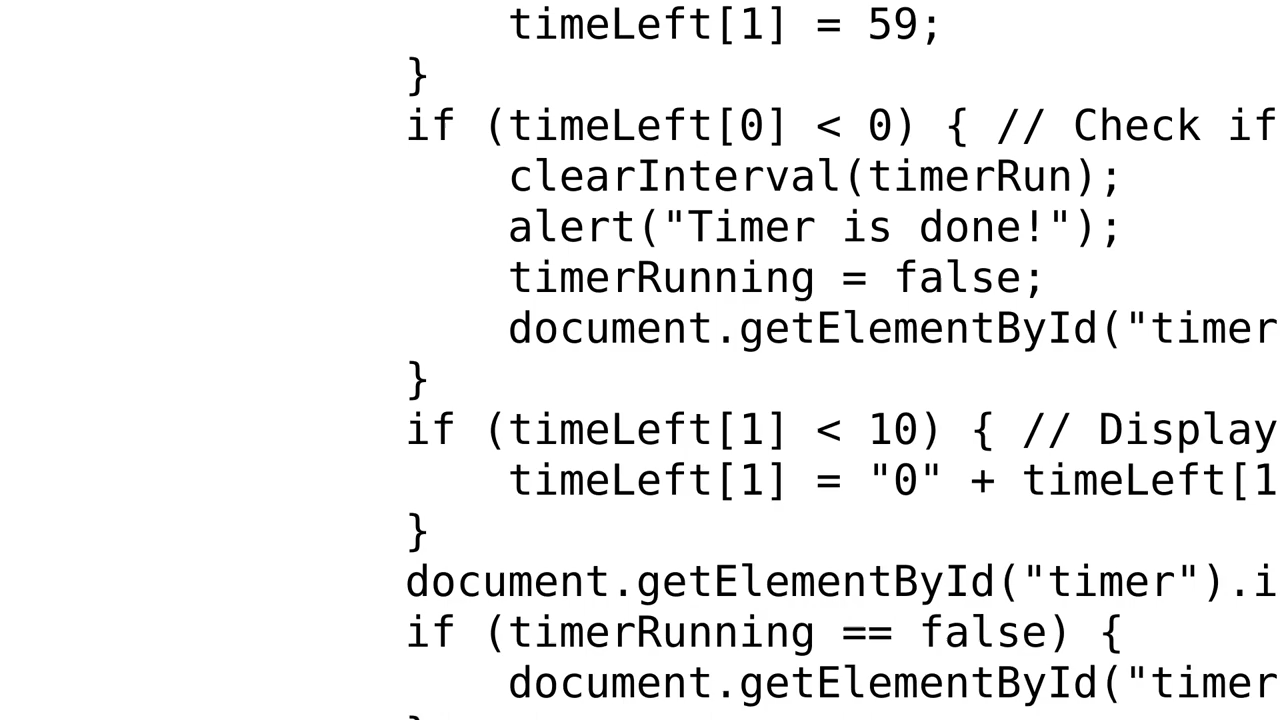 timeLeft[1] = 59;
}
if (timeLeft[0] < 0) { // Check if
clearInterval(timerRun);
alert("Timer is done!");
timerRunning = false;
document.getElementById("timer
}
if (timeLeft[1] < 10) { // Display
timeLeft[1] = "0" + timeLeft[1
}
document.getElementById("timer").i
if (timerRunning == false) {
document.getElementById("timer
}